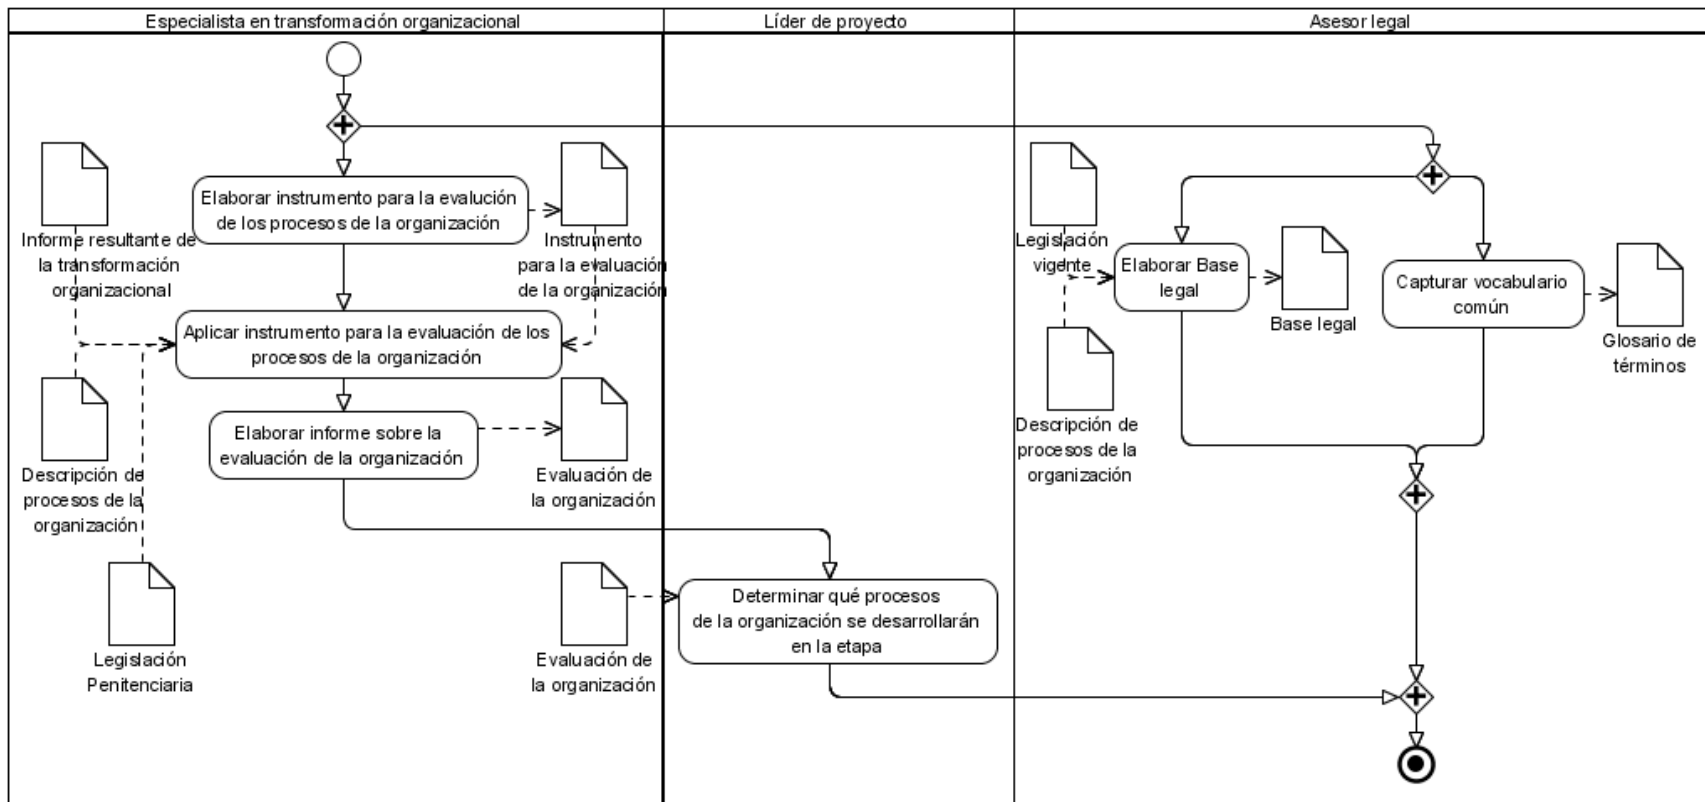 Especialista en transformación organizacional
Líder de proyecto
Asesor legal
Elaborar instrumento para la evalución
de los procesos de la organización
Informe resultante de
la transformación
organizacional
Instrumento
para la evaluación
de la organización
Aplicar instrumento para la evaluación de los
procesos de la organización
Elaborar informe sobre la
evaluación de la organización
Descripción de
procesos de la
organización
Evaluación de
la organización
Legislación
Penitenciaria
Evaluación de
la organización
Determinar qué procesos
de la organización se desarrollarán
en la etapa
Legislación
vigente
Elaborar Base
legal
Base legal
Capturar vocabulario
común
Glosario de
términos
Descripción de
procesos de la
organización